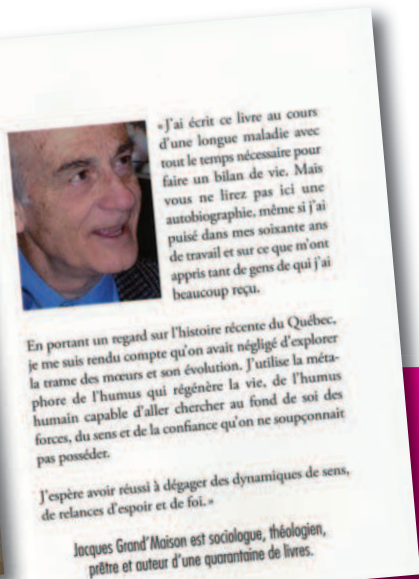 «J'ai écrit ce livre au cours
d'une longue maladie avec
tout le temps nécessaire pour
faire un bilan de vie. Mais
vous ne lirez pas ici une
autobiographie, même si j'ai
puisé dans mes soixante ans
de travail et sur ce que m'ont
appris tant de gens de qui j'ai
beaucoup reçu.
En portant un regard sur l'histoire récente du Québec,
je me suis rendu compte qu'on avait négligé d'explorer
la trame des mœurs et son évolution. J'utilise la méta-
phore de l'humus qui régénère la vie, de l'humus
humain capable d'aller chercher au fond de soi des
forces, du sens et de la confiance qu'on ne soupçonnait
pas posséder.
J'espère avoir réussi à dégager des dynamiques de sens,
de relances d'espoir et de foi.»
Jacques Grand'Maison est sociologue, théologien,
prêtre et auteur d'une quarantaine de livres.